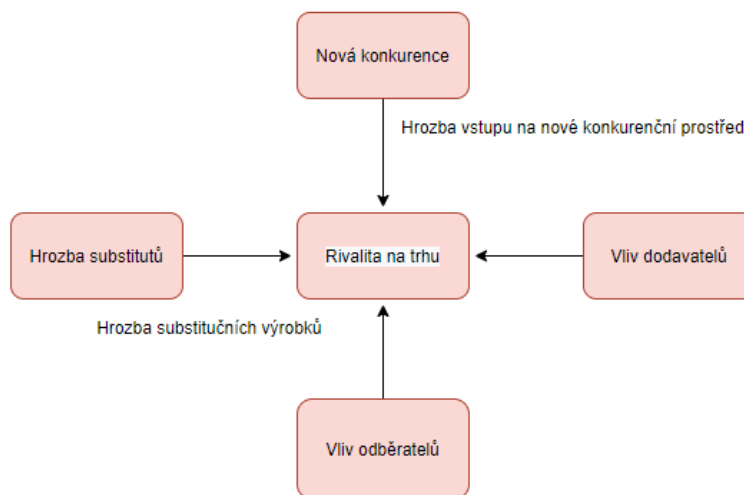 Nová konkurence
Hrozba vstupu na nové konkurenční prostřed
Hrozba substitutů
Rivalita na trhu
Vliv dodavatelů
Hrozba substitučních výrobků
Vliv odběratelů